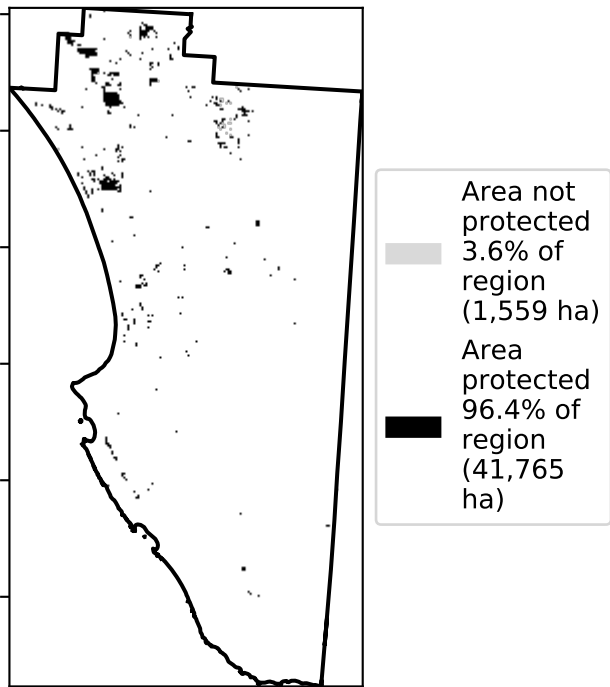 Area not
protected
3.6% of
region
(1,559 ha)
Area
protected
96.4% of
region
(41,765
ha)